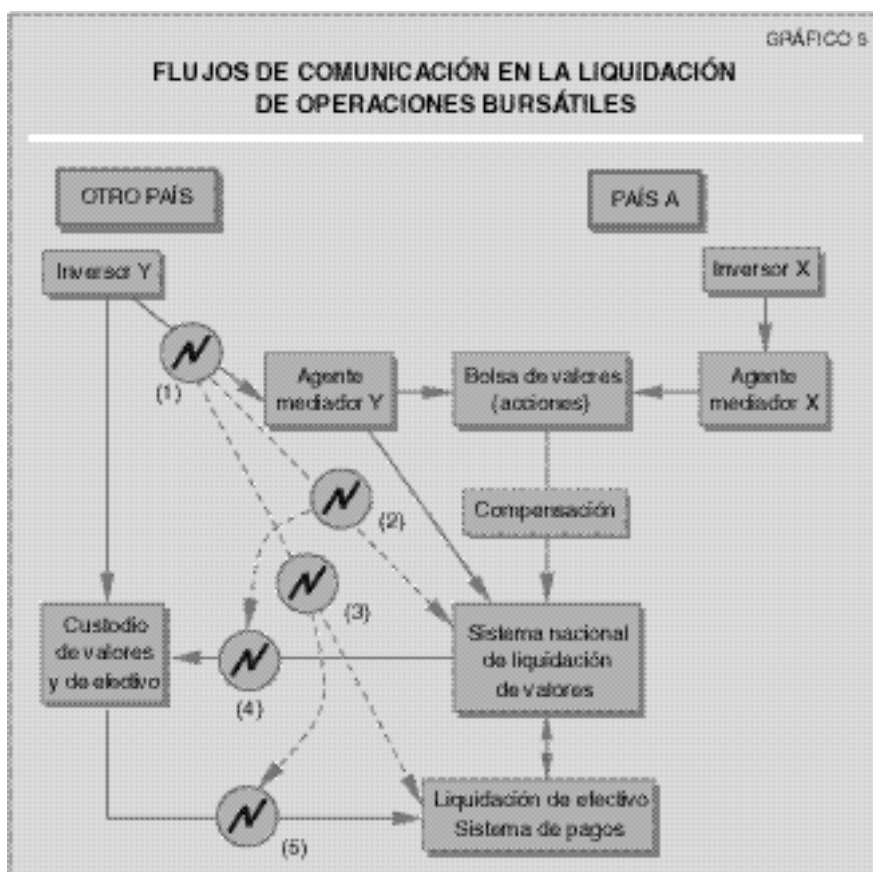 GRÁFICO 5
FLUJOS DE COMUNICACIÓN EN LA LIQUIDACIÓN
DE OPERACIONES BURSÁTILES
OTRO PAÍS
PAÍS A
Inversor Y
Inversor X
(1)
Agente
mediador Y
Bolsa de valores
(acciones)
Agente
mediador X
(2)
Compensación
(3)
Custodio
de valores
y de efectivo
(4)
Sistema nacional
de liquidación
de valores
(5)
Liquidación de efectivo
Sistema de pagos